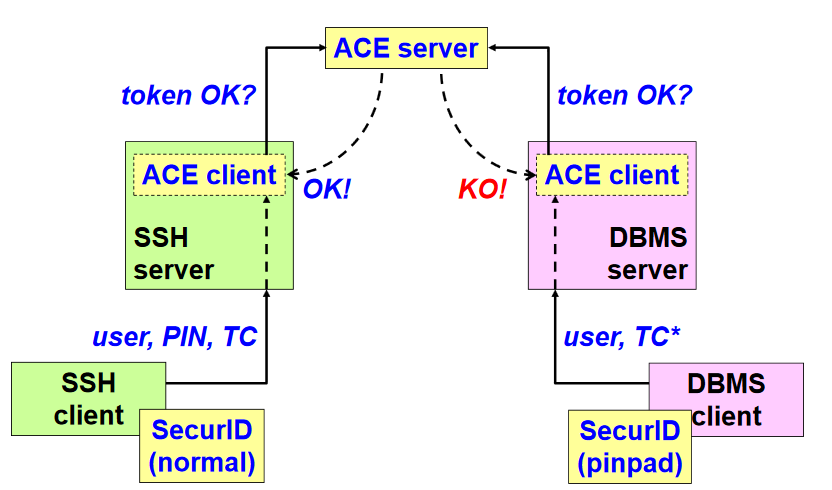 ACE server
token OK?
token OK?
ACE client
OK!
KO!
ACE client
SSH
server
DBMS
server
user, PIN, TC
user, TC*
SSH
client
SecurID
(normal)
DBMS
client
SecurID
(pinpad)